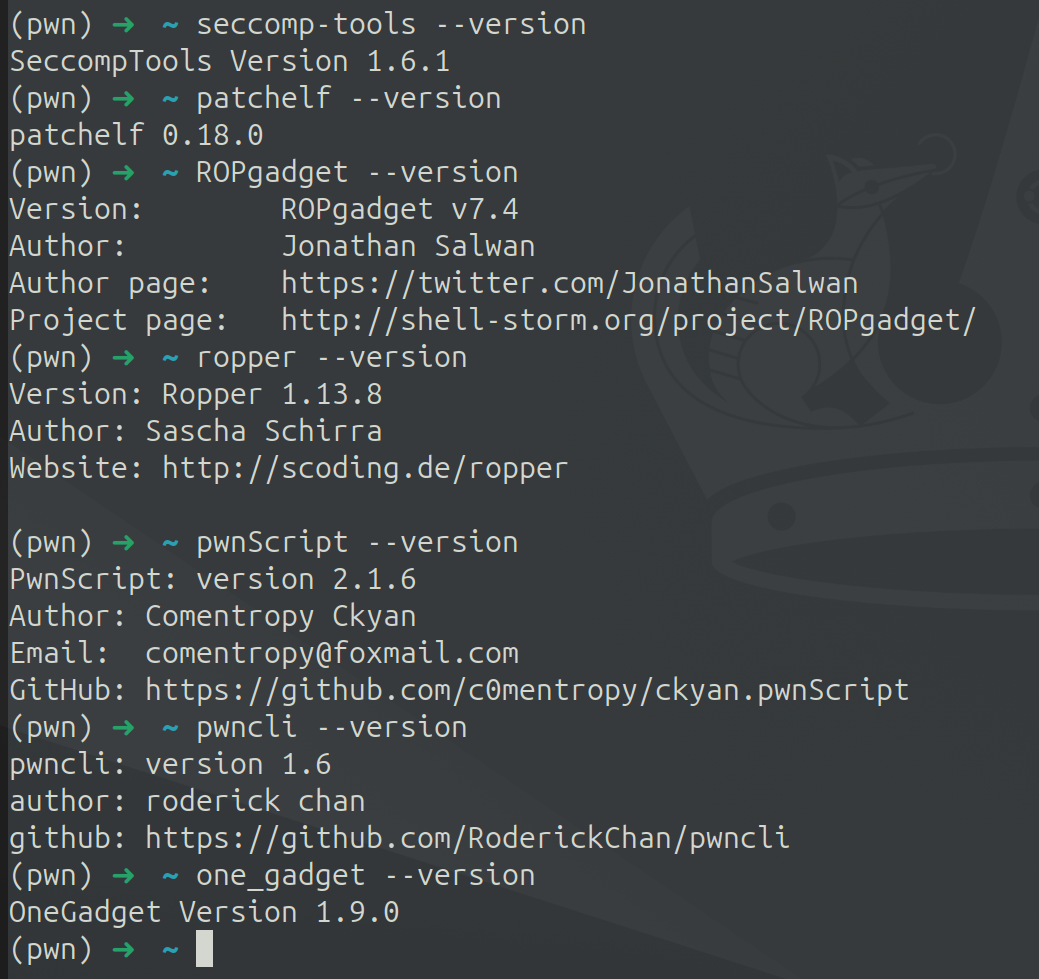 (pwn) ➜ ~ seccomp-tools --version
SeccompTools Version 1.6.1
(pwn) ➜ ~ patchelf --version
patchelf 0.18.0
(pwn) ➜ ~ ROPgadget --version
Version:        ROPgadget v7.4
Author:         Jonathan Salwan
Author page:    https://twitter.com/JonathanSalwan
Project page:   http://shell-storm.org/project/ROPgadget/
(pwn) ➜ ~ ropper --version
Version: Ropper 1.13.8
Author: Sascha Schirra
Website: http://scoding.de/ropper
(pwn) ➜ ~ pwnScript --version
PwnScript: version 2.1.6
Author: Comentropy Ckyan
Email:  comentropy@foxmail.com
GitHub: https://github.com/c0mentropy/ckyan.pwnScript
(pwn) ➜ ~ pwncli --version
pwncli: version 1.6
author: roderick chan
github: https://github.com/RoderickChan/pwncli
(pwn) ➜ ~ one_gadget --version
OneGadget Version 1.9.0
(pwn) ➜ ~